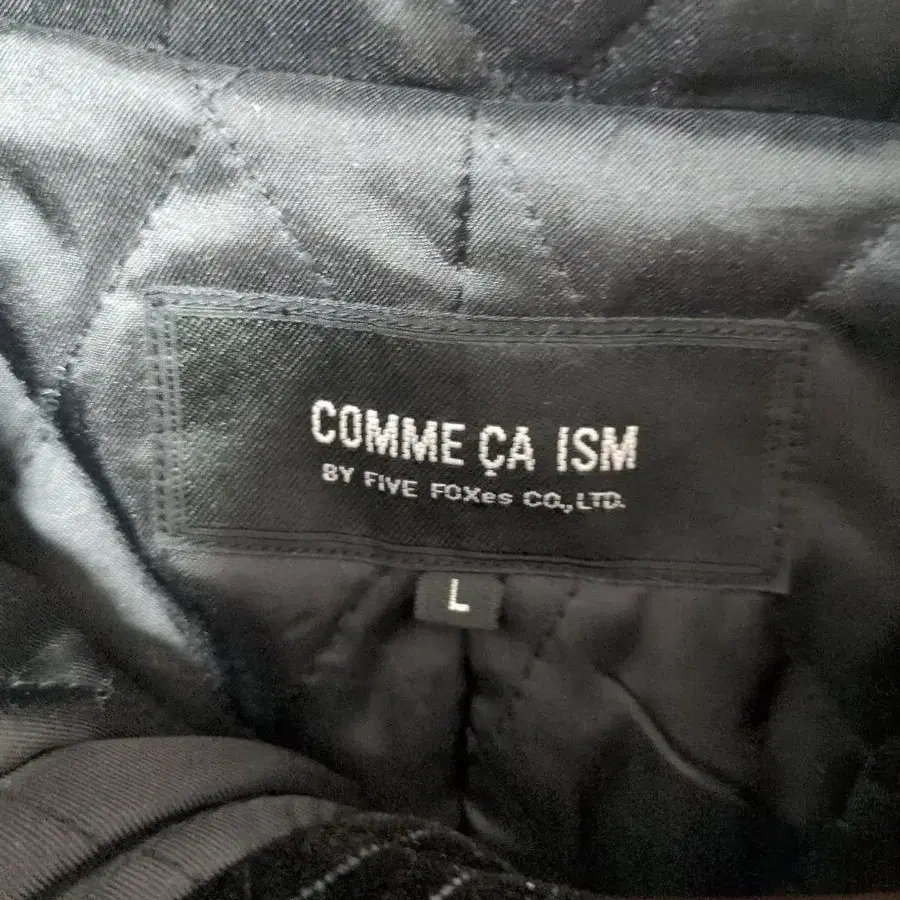 COMME ÇA ISM
BY FIVE FOXes CO.,LTD.
L